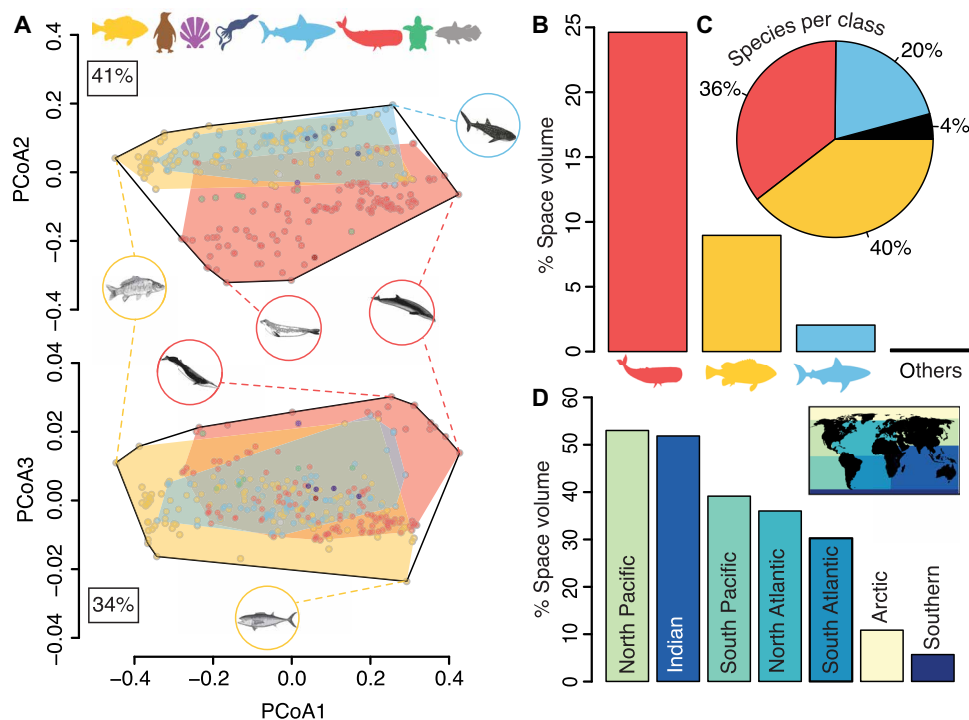 A
0.4
0.2
0.0
−0.2
−0.4
PCoA2
41%
0.04
0.02
0.00
−0.02
−0.04
PCoA3
34%
−0.4
−0.2
0.0
0.2
0.4
PCoA1
B
25
20
15
10
5
0
% Space volume
Others
C
Species per class
36%
20%
4%
40%
D
60
50
40
30
20
10
0
% Space volume
North Pacific
Indian
South Pacific
North Atlantic
South Atlantic
Arctic
Southern